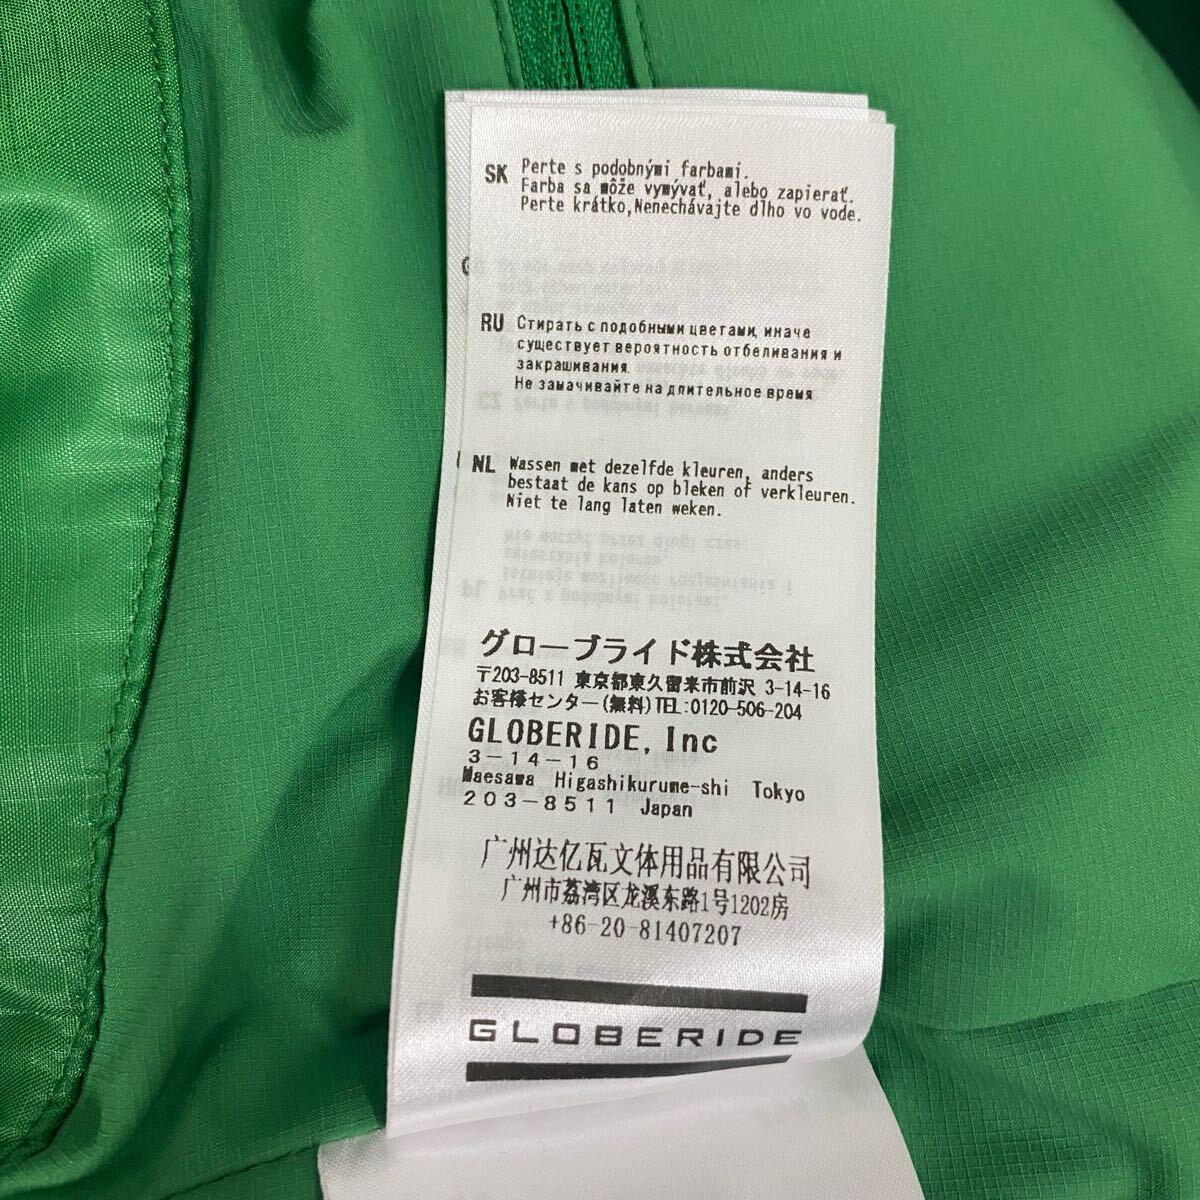 SK Perte s podobnými farbami.
Farba sa môže vymývať, alebo zapierať.
Perte krátko,Nenechávajte dlho vo vode.
RU Стирать с подобными цветами, иначе
существует вероятность отбеливания и
закрашивания.
Не замачивайте на длительное время
NL Wassen met dezelfde kleuren, anders
bestaat de kans op bleken of verkleuren.
Niet te lang laten weken.
グローブライド株式会社
〒203-8511 東京都東久留米市前沢 3-14-16
お客様センター(無料)TEL:0120-506-204
GLOBERIDE, Inc
3-14-16
Maesawa Higashikurume-shi Tokyo
203-8511 Japan
广州达亿瓦文体用品有限公司
广州市荔湾区龙溪东路1号1202房
+86-20-81407207
GLOBERIDE